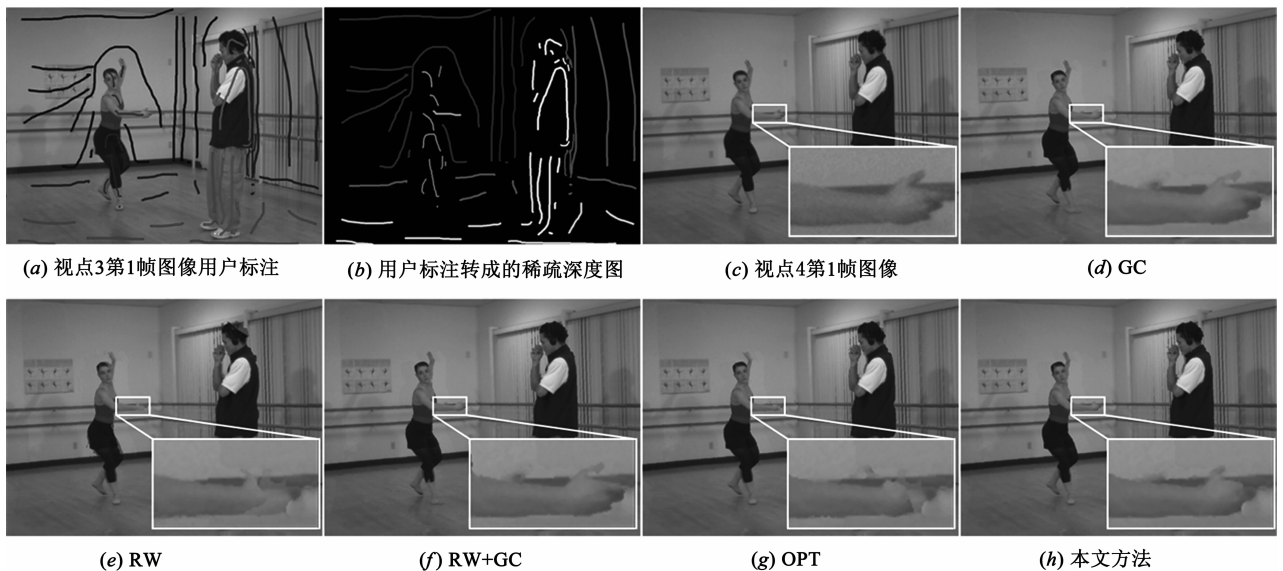 (a) 视点3第1帧图像用户标注
(b) 用户标注转成的稀疏深度图
(c) 视点4第1帧图像
(d) GC
(e) RW
(f) RW+GC
(g) OPT
(h) 本文方法